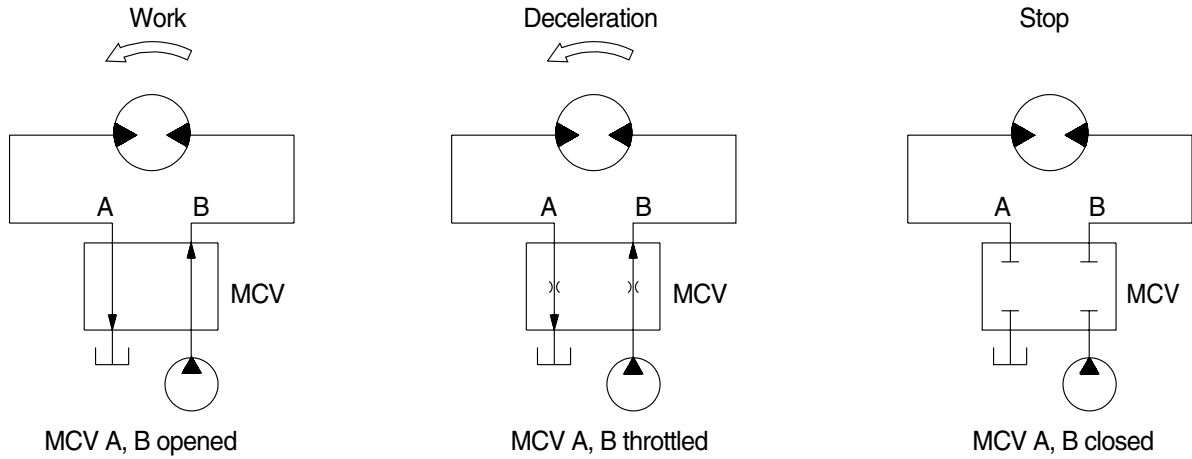 Work
Deceleration
Stop
A
B
A
B
A
B
MCV
MCV
MCV
MCV A, B opened
MCV A, B throttled
MCV A, B closed